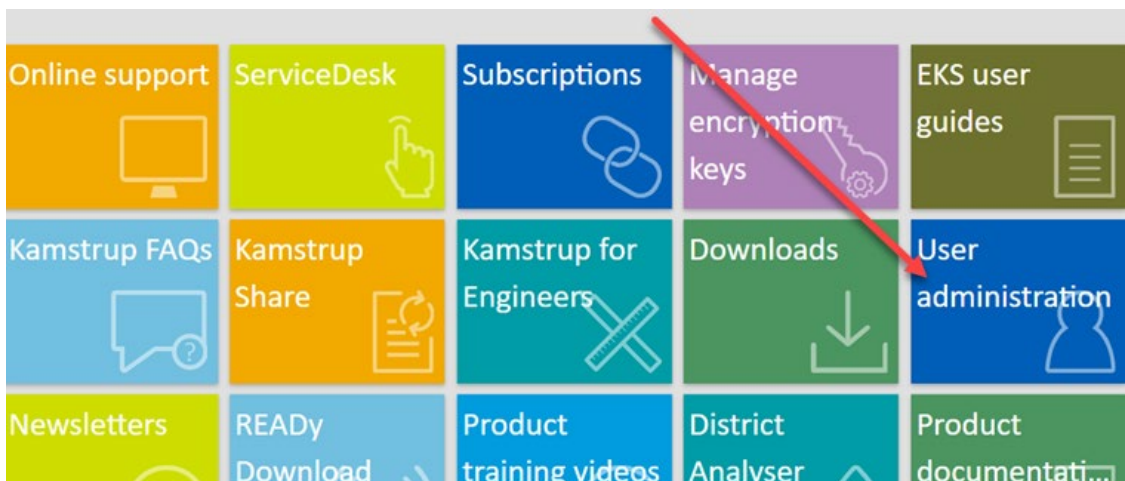 Online support
ServiceDesk
Subscriptions
Manage
encryption
keys
EKS user
guides
Kamstrup FAQs
Kamstrup
Share
Kamstrup for
Engineers
Downloads
User
administration
Newsletters
READy
Download
Product
training videos
District
Analyser
Product
documentati...